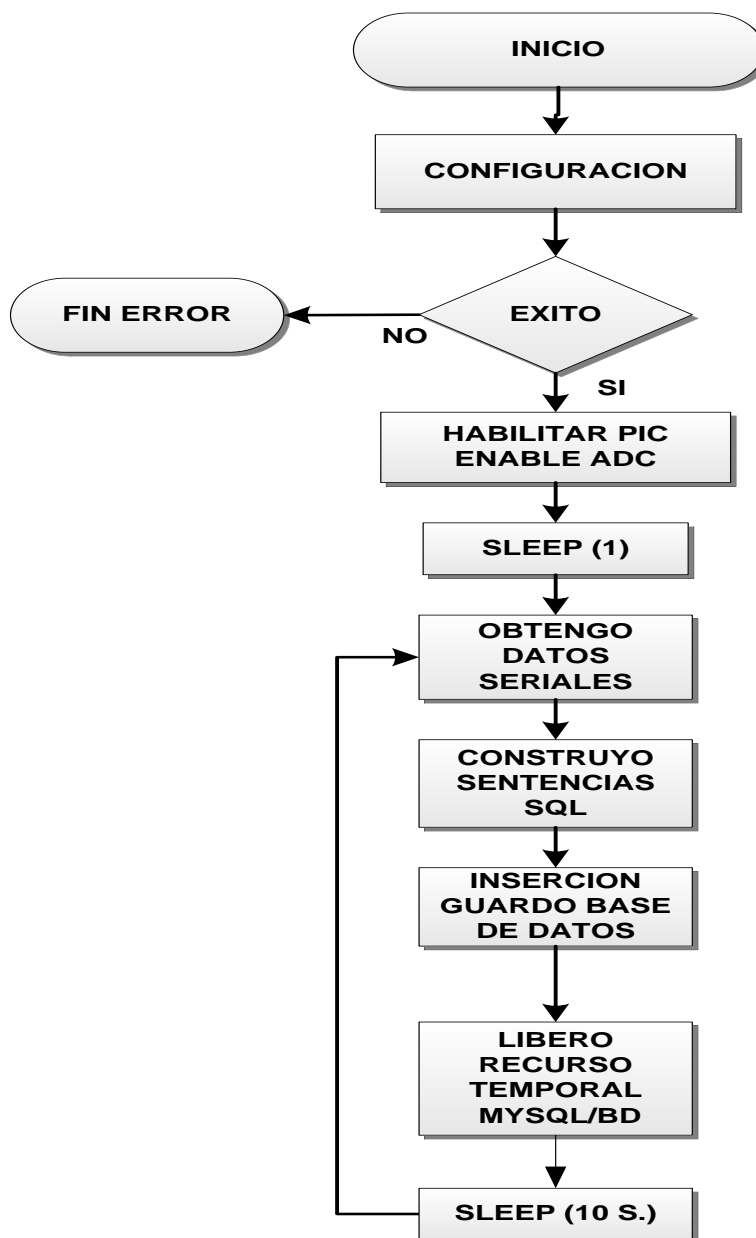 INICIO
CONFIGURACION
EXITO
FIN ERROR
NO
SI
HABILITAR PIC
ENABLE ADC
SLEEP (1)
OBTENGO
DATOS
SERIALES
CONSTRUYO
SENTENCIAS
SQL
INSERCION
GUARDO BASE
DE DATOS
LIBERO
RECURSO
TEMPORAL
MYSQL/BD
SLEEP (10 S.)